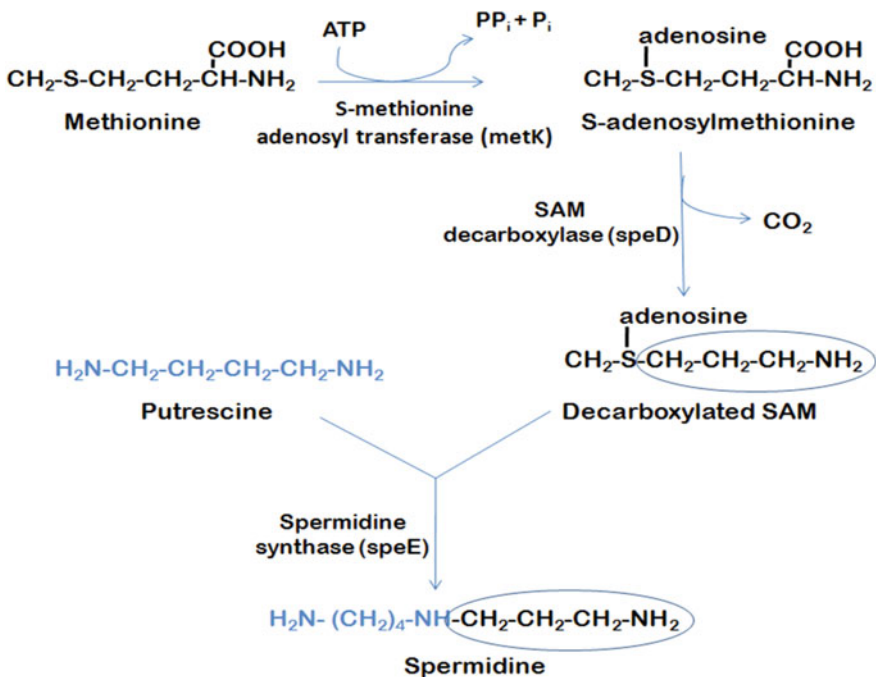 ATP
PPi + Pi
COOH
CH₂-S-CH₂-CH₂-CH-NH₂
Methionine
S-methionine
adenosyl transferase (metK)
adenosine
COOH
CH₂-S-CH₂-CH₂-CH-NH₂
S-adenosylmethionine
SAM
decarboxylase (speD)
CO₂
adenosine
CH₂-S-CH₂-CH₂-CH₂-NH₂
Decarboxylated SAM
H₂N-CH₂-CH₂-CH₂-CH₂-NH₂
Putrescine
Spermidine
synthase (speE)
H₂N- (CH₂)₄-NH-CH₂-CH₂-CH₂-NH₂
Spermidine